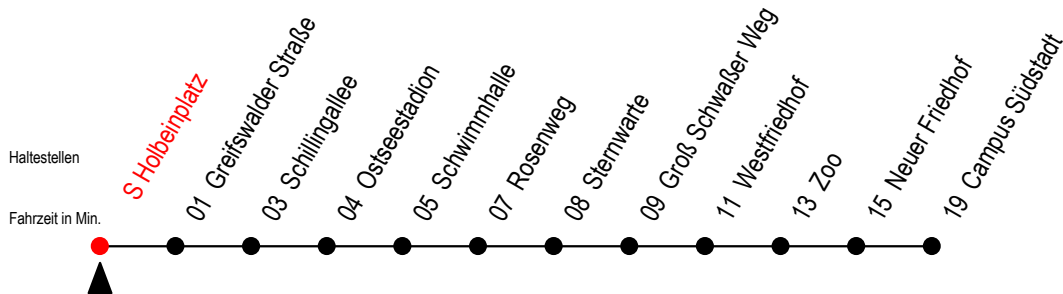 Haltestellen
Fahrzeit in Min.
S Holbeinplatz
01 Greifswalder Straße
03 Schillingallee
04 Ostseestadion
05 Schwimmhalle
07 Rosenweg
08 Sternwarte
09 Groß Schwaßer Weg
11 Westfriedhof
13 Zoo
15 Neuer Friedhof
19 Campus Südstadt